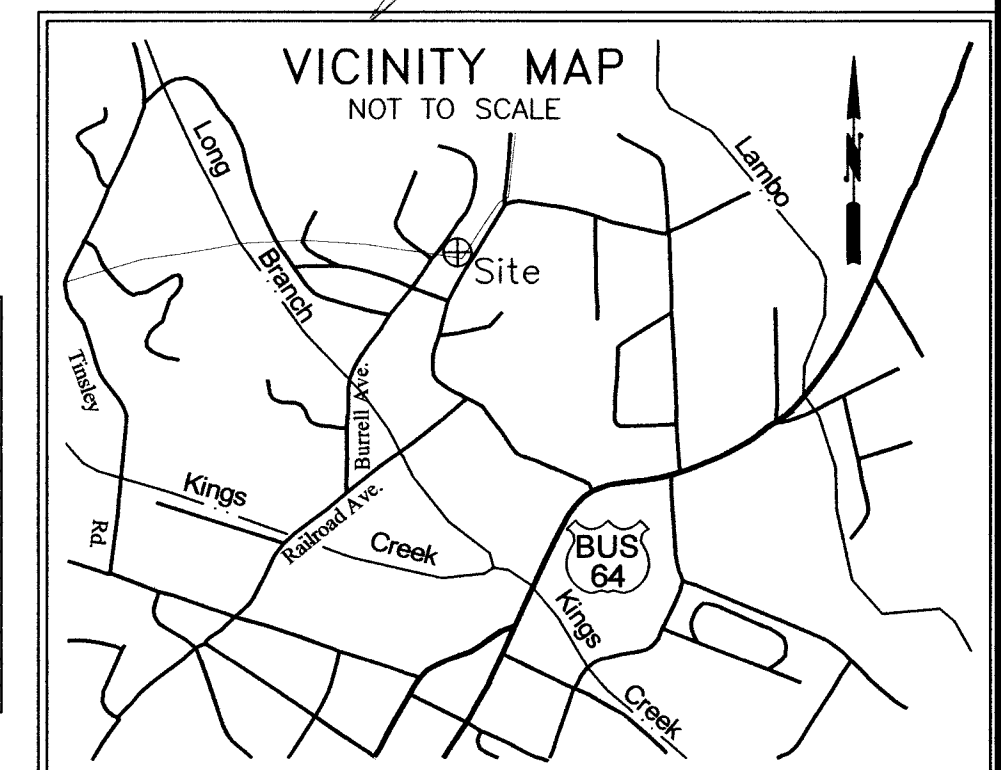 VICINITY MAP
NOT TO SCALE
Long
Lambo
N
Branch
Site
Tinsley
Burrell Ave.
Kings
Railroad Ave.
Rd.
Creek
BUS
64
Kings
Creek